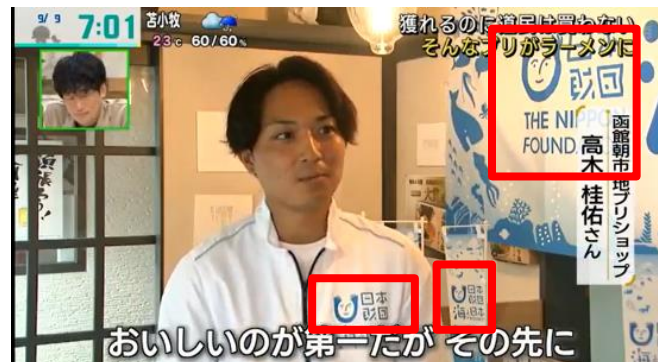 9/9 7:01 苫小牧
23℃ 60/60%
獲れるのに道民は買わない
そんなブリがラーメンに
日本
財団
THE NIPPON
FOUND
函館朝市 地ブリショップ
高木 桂佑さん
日本
財団
日本
財団
海と日本
おいしいのが第一だが その先に